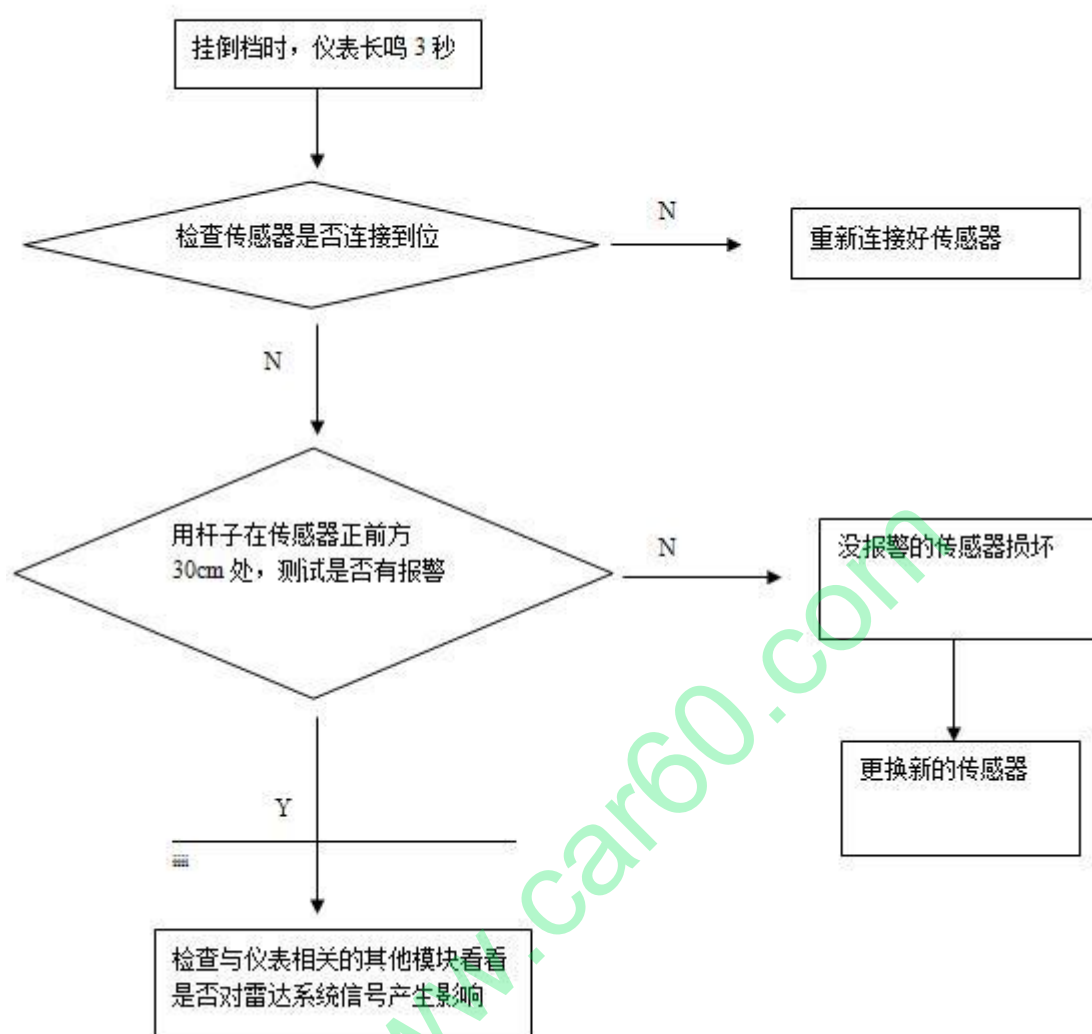 挂倒档时，仪表长鸣 3 秒
检查传感器是否连接到位
N
重新连接好传感器
N
用杆子在传感器正前方
30cm 处，测试是否有报警
N
没报警的传感器损坏
更换新的传感器
Y
检查与仪表相关的其他模块看看
是否对雷达系统信号产生影响
www.car60.com